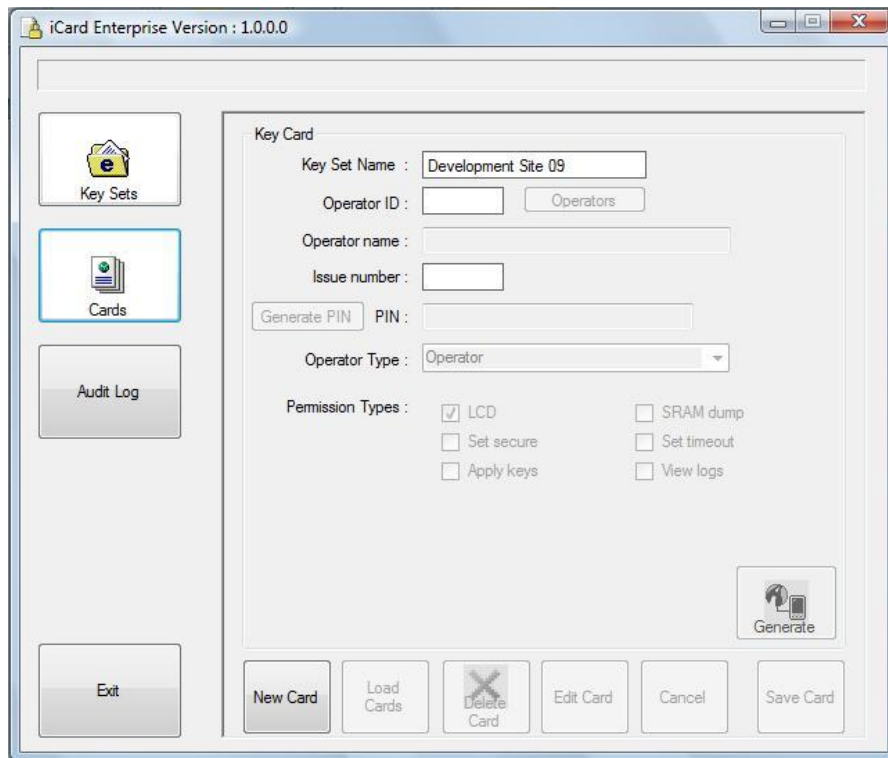 iCard Enterprise Version : 1.0.0.0
Key Sets
Cards
Audit Log
Exit
Key Card
Key Set Name : Development Site 09
Operator ID : Operators
Operator name :
Issue number :
Generate PIN PIN :
Operator Type : Operator
Permission Types : LCD SRAM dump
Set secure Set timeout
Apply keys View logs
Generate
New Card Load Cards Delete Card Edit Card Cancel Save Card